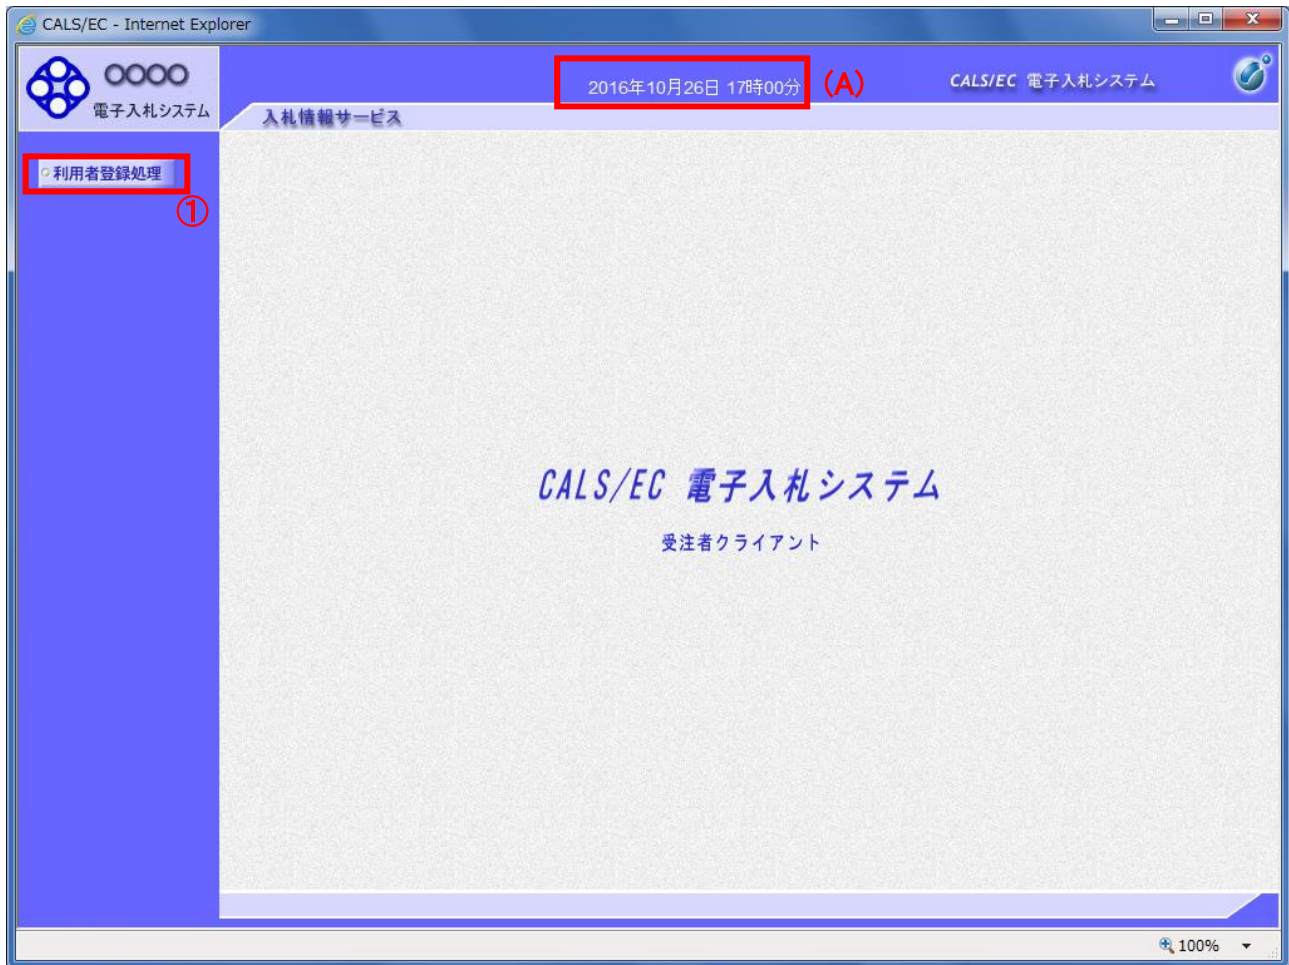 CALS/EC - Internet Explorer
〇〇〇〇
電子入札システム
2016年10月26日 17時00分
(A)
CALS/EC 電子入札システム
入札情報サービス
利用者登録処理
①
CALS/EC 電子入札システム
受注者クライアント
100%